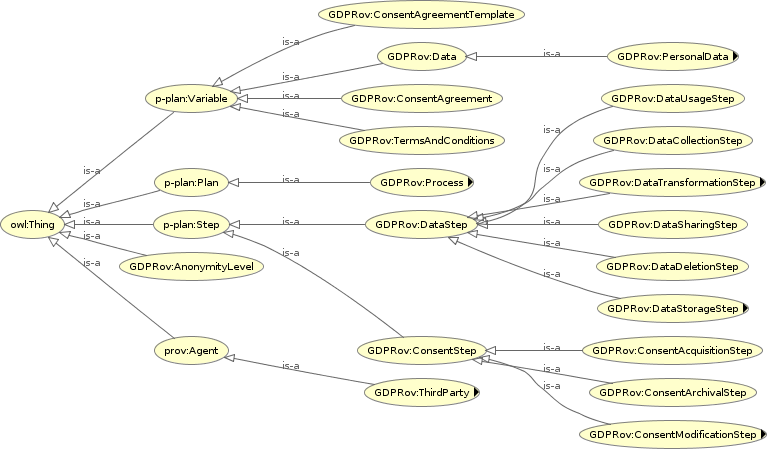 GDPRov:ConsentAgreementTemplate
is-a
GDPRov:Data
is-a
GDPRov:PersonalData
is-a
p-plan:Variable
is-a
GDPRov:ConsentAgreement
GDPRov:DataUsageStep
is-a
GDPRov:TermsAndConditions
is-a
GDPRov:DataCollectionStep
is-a
is-a
p-plan:Plan
is-a
GDPRov:Process
is-a
GDPRov:DataTransformationStep
is-a
owl:Thing
is-a
p-plan:Step
is-a
GDPRov:DataStep
is-a
GDPRov:DataSharingStep
is-a
is-a
is-a
GDPRov:AnonymityLevel
GDPRov:DataDeletionStep
is-a
GDPRov:DataStorageStep
prov:Agent
GDPRov:ConsentStep
is-a
GDPRov:ConsentAcquisitionStep
is-a
is-a
GDPRov:ThirdParty
is-a
GDPRov:ConsentArchivalStep
GDPRov:ConsentModificationStep